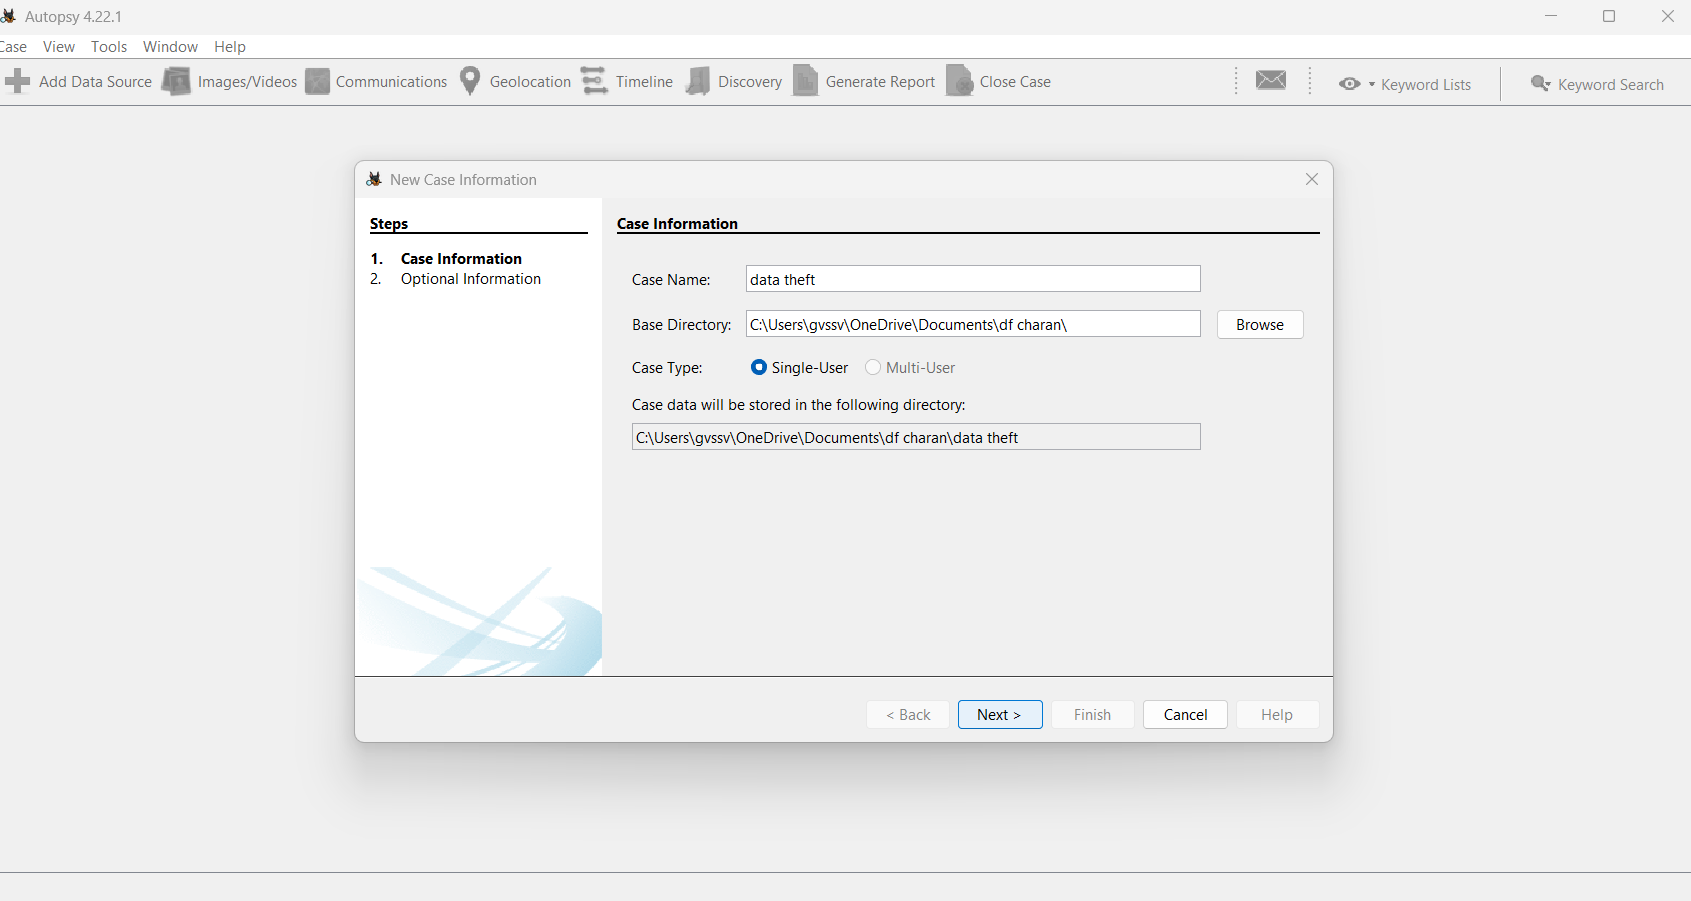 Autopsy 4.22.1
Case View Tools Window Help
Add Data Source Images/Videos Communications Geolocation Timeline Discovery Generate Report Close Case Keyword Lists Keyword Search
New Case Information
Steps
1. Case Information
2. Optional Information
Case Information
Case Name: data theft
Base Directory: C:\Users\gvssv\OneDrive\Documents\df charan\ Browse
Case Type: Single-User Multi-User
Case data will be stored in the following directory:
C:\Users\gvssv\OneDrive\Documents\df charan\data theft
< Back Next > Finish Cancel Help